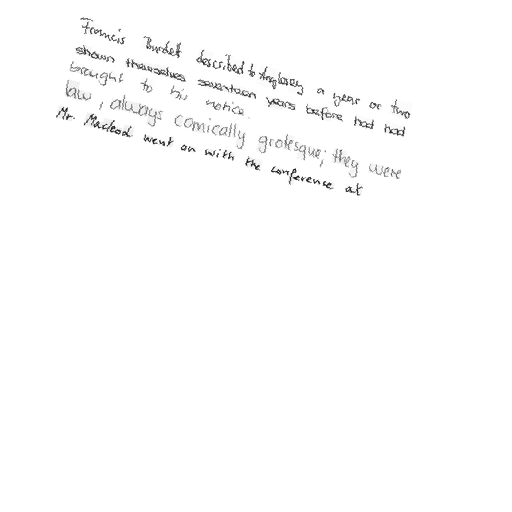 Francis Burdett described to Anglesey a year or two
shown themselves seventeen years before had had
brought to his notice.
law, always comically grotesque; they were
Mr. Macleod went on with the conference at